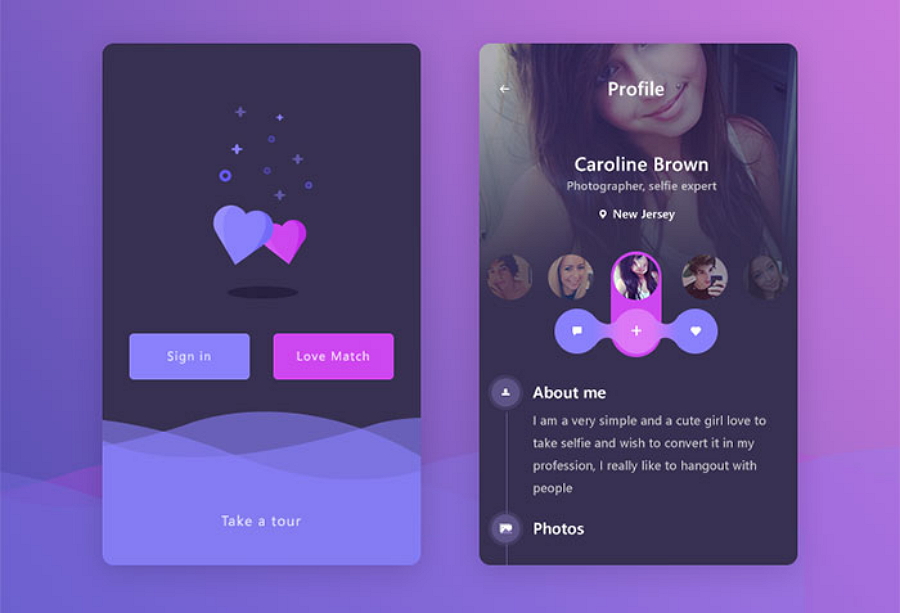 Sign in
Love Match
Take a tour
Profile
Caroline Brown
Photographer, selfie expert
New Jersey
About me
I am a very simple and a cute girl love to
take selfie and wish to convert it in my
profession, I really like to hangout with
people
Photos